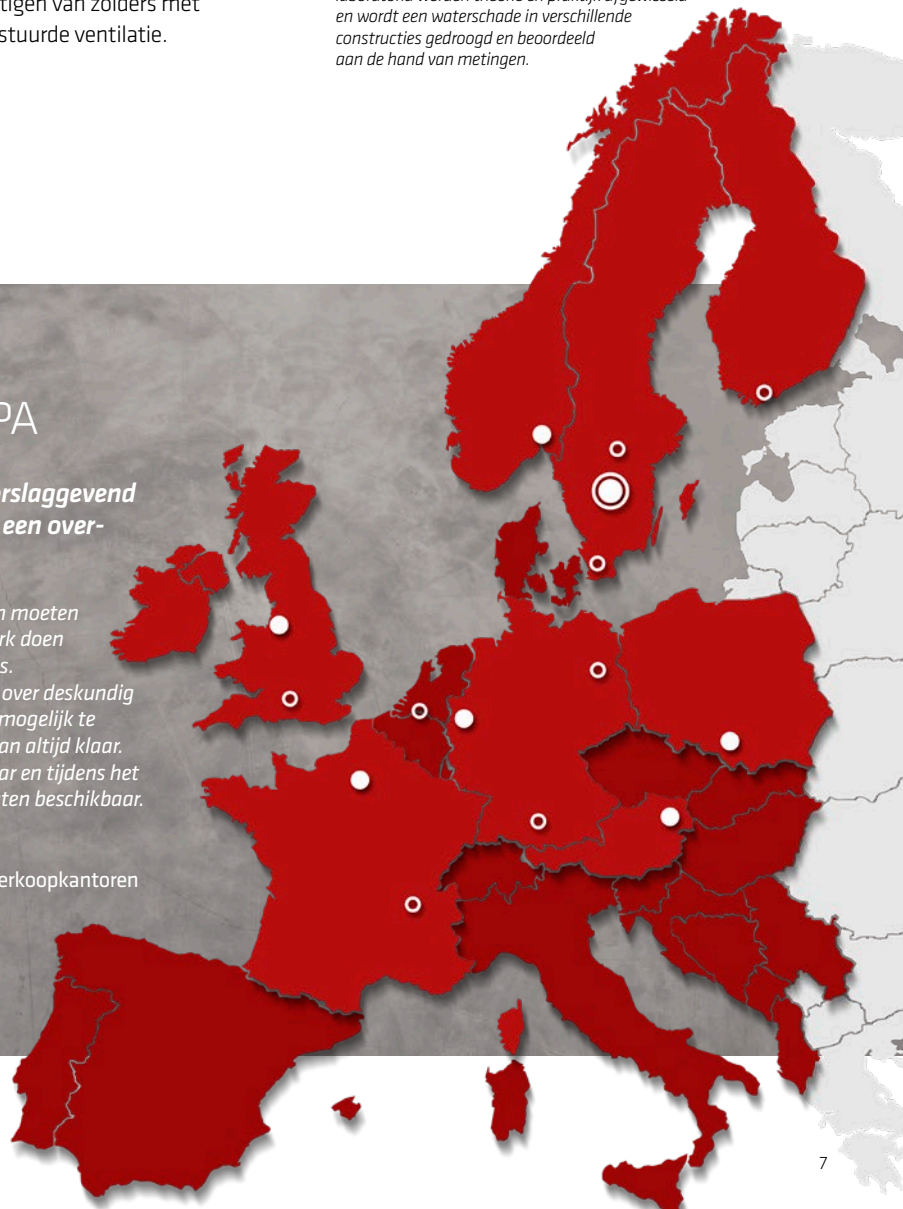 tigen van zolders met
stuurde ventilatie.
en wordt een waterschade in verschillende
constructies gedroogd en beoordeeld
aan de hand van metingen.
PA
erslaggevend
een over-
n moeten
rk doen
s.
over deskundig
mogelijk te
an altijd klaar.
ar en tijdens het
ten beschikbaar.
erkoopkantoren
7